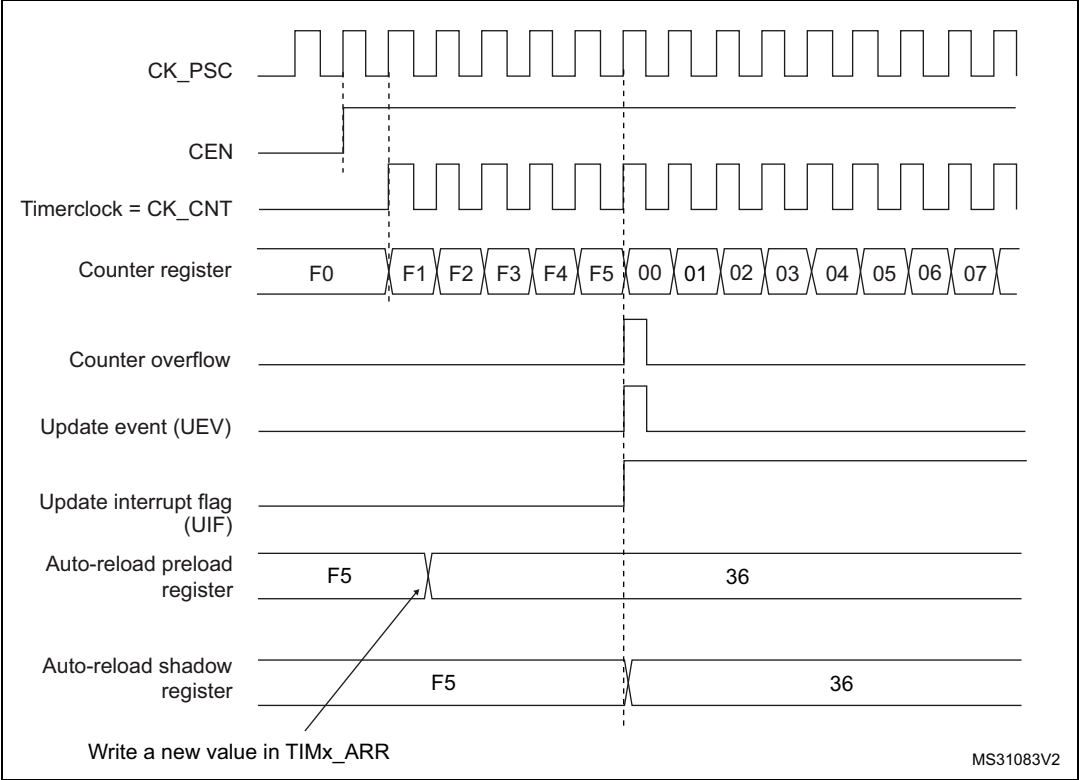 CK_PSC
CEN
Timerclock = CK_CNT
Counter register
F0 F1 F2 F3 F4 F5 00 01 02 03 04 05 06 07
Counter overflow
Update event (UEV)
Update interrupt flag
(UIF)
Auto-reload preload
register
F5 36
Auto-reload shadow
register
F5 36
Write a new value in TIMx_ARR
MS31083V2